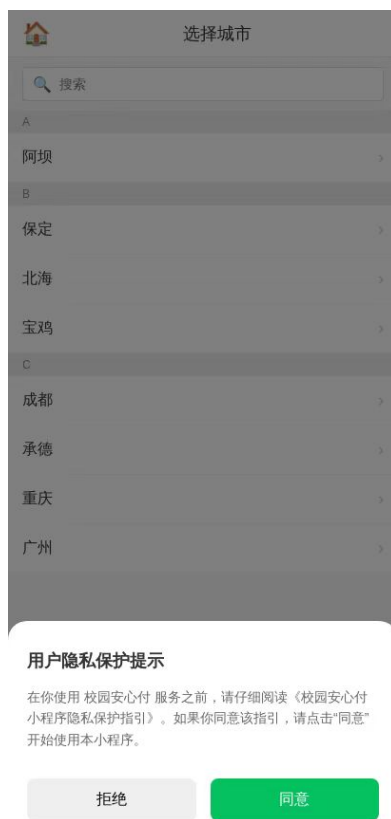 选择城市
搜索
A
阿坝
B
保定
北海
宝鸡
C
成都
承德
重庆
广州
用户隐私保护提示
在你使用 校园安心付 服务之前，请仔细阅读《校园安心付
小程序隐私保护指引》。如果你同意该指引，请点击“同意”
开始使用本小程序。
拒绝 同意